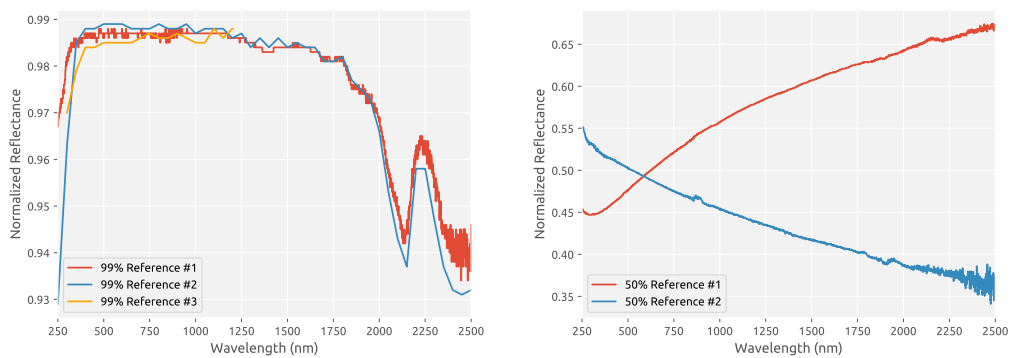 0.99
0.98
0.97
0.96
0.95
0.94
0.93
Normalized Reflectance
99% Reference #1
99% Reference #2
99% Reference #3
250 500 750 1000 1250 1500 1750 2000 2250 2500
Wavelength (nm)
0.65
0.60
0.55
0.50
0.45
0.40
0.35
Normalized Reflectance
50% Reference #1
50% Reference #2
250 500 750 1000 1250 1500 1750 2000 2250 2500
Wavelength (nm)